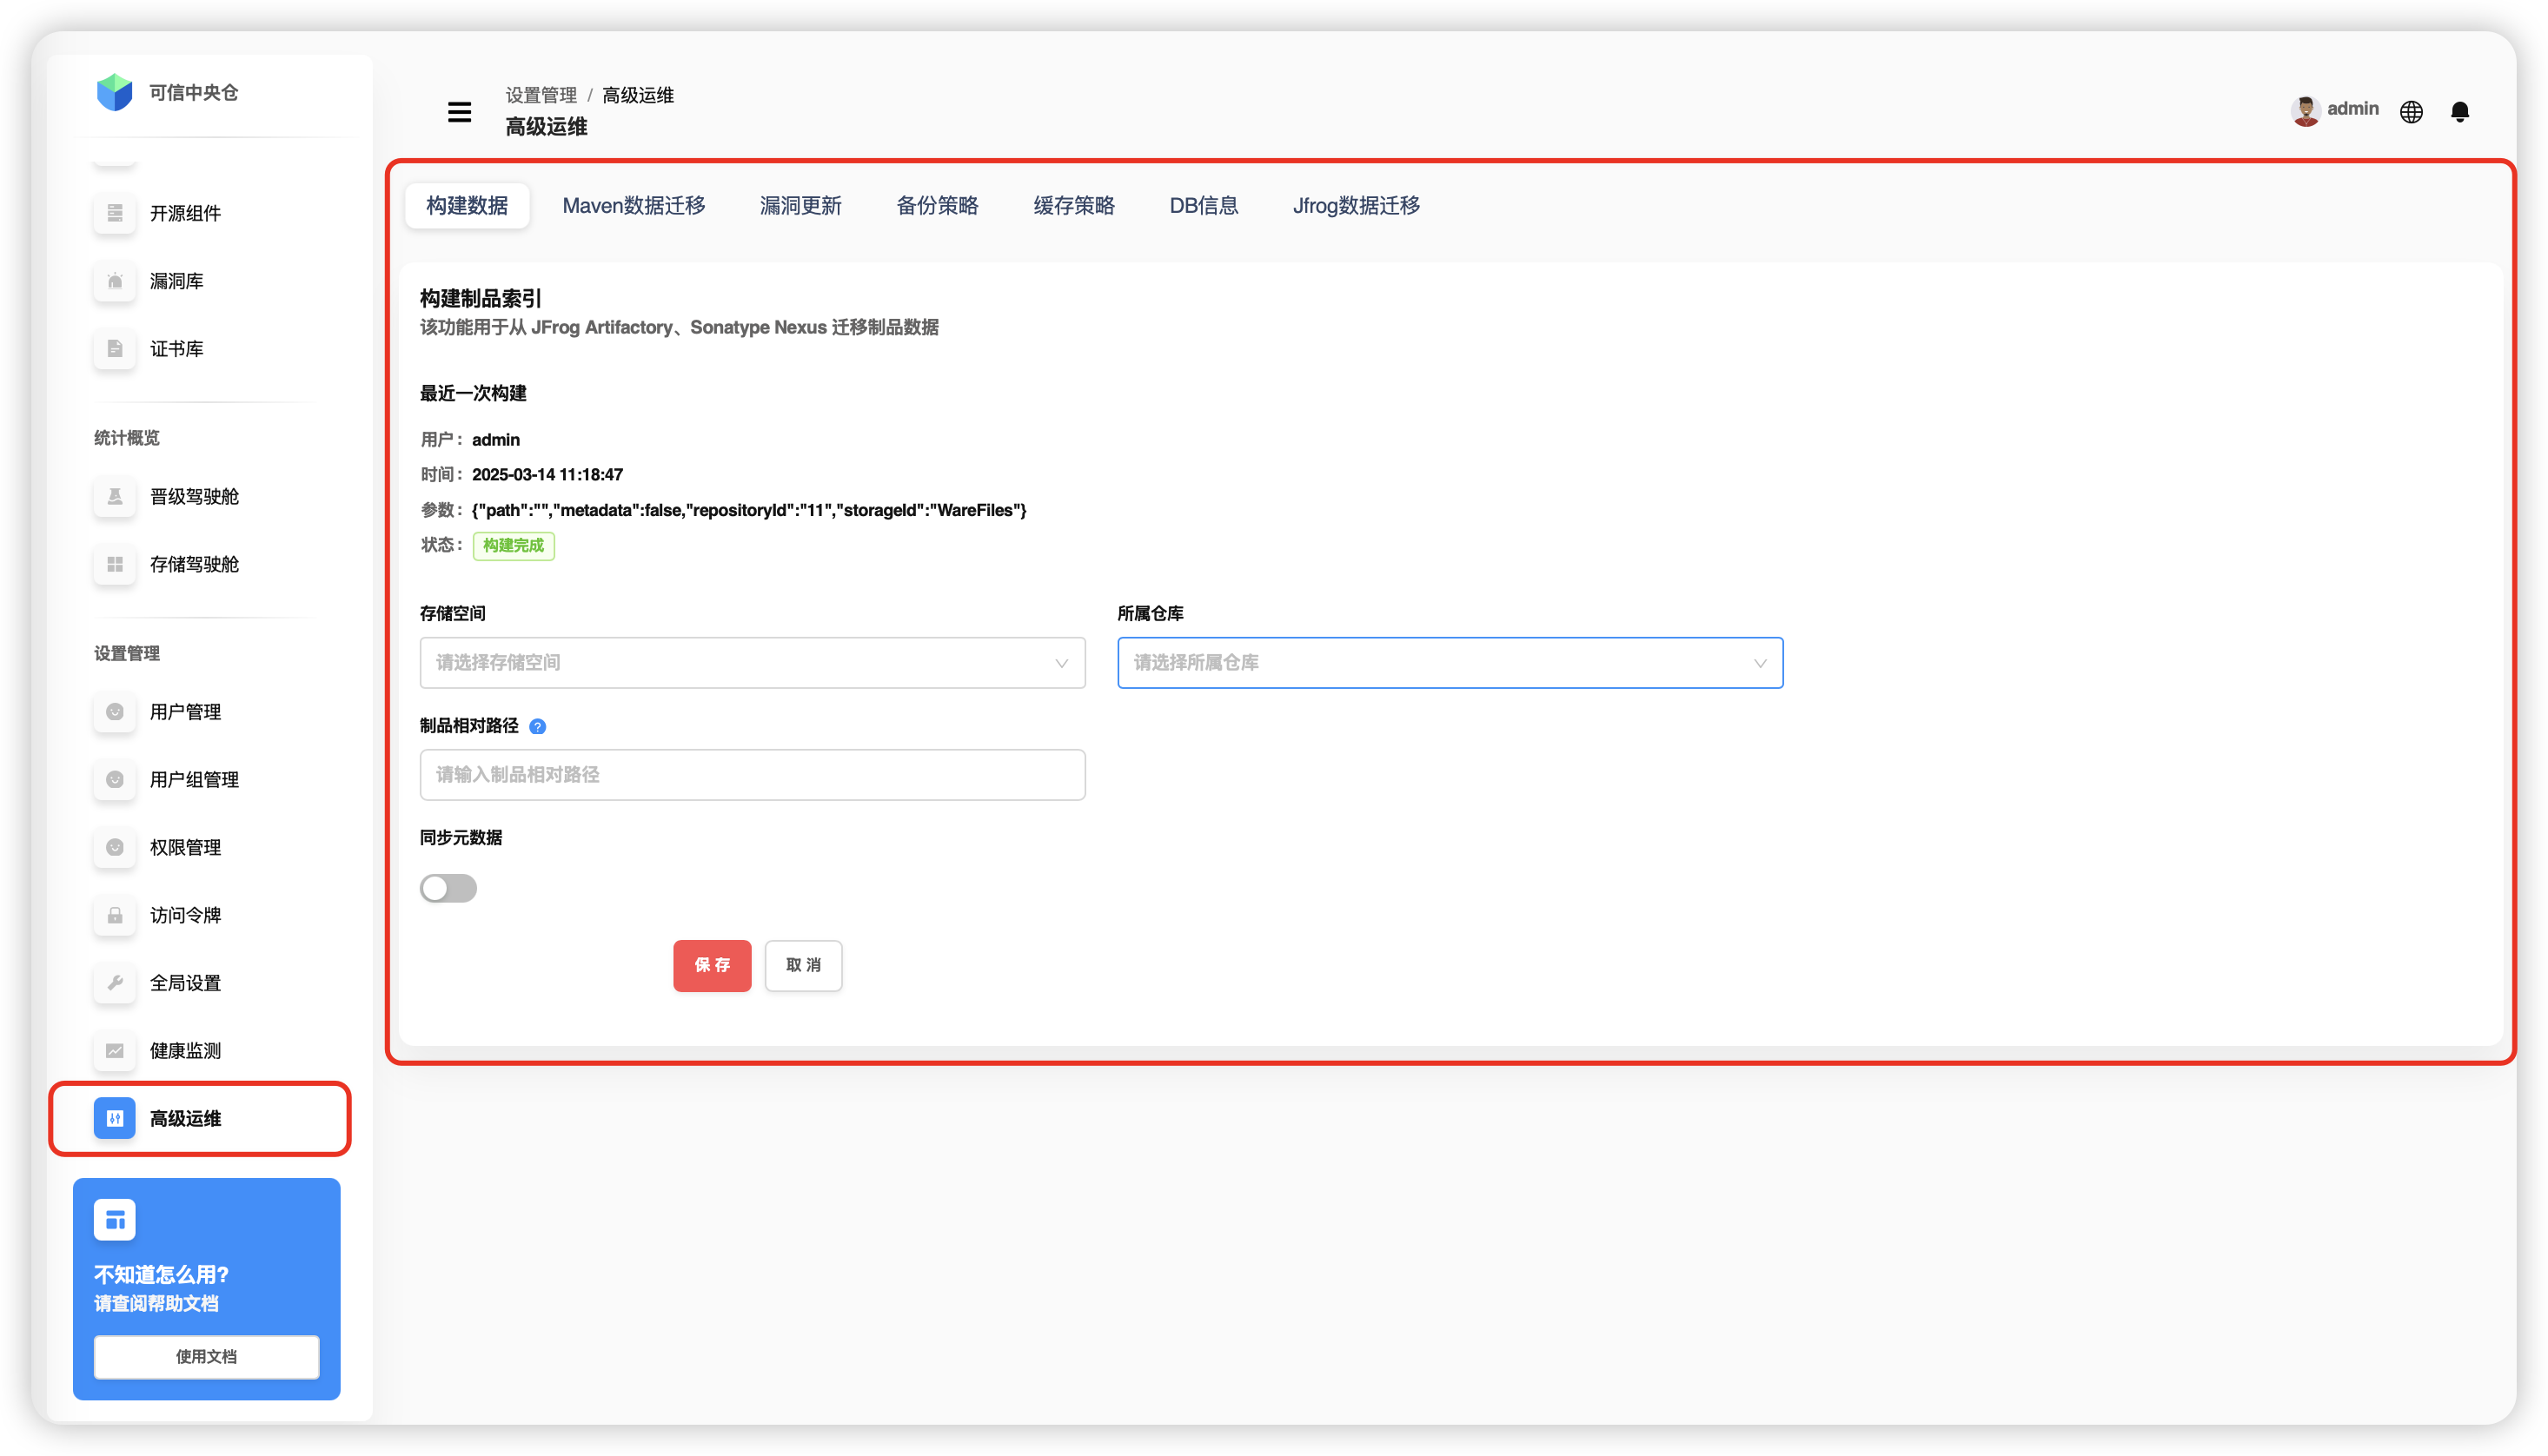 可信中央仓
开源组件
漏洞库
证书库
统计概览
晋级驾驶舱
存储驾驶舱
设置管理
用户管理
用户组管理
权限管理
访问令牌
全局设置
健康监测
高级运维
不知道怎么用?
请查阅帮助文档
使用文档
设置管理 / 高级运维
高级运维
admin
构建数据 Maven数据迁移 漏洞更新 备份策略 缓存策略 DB信息 Jfrog数据迁移
构建制品索引
该功能用于从 JFrog Artifactory、Sonatype Nexus 迁移制品数据
最近一次构建
用户： admin
时间： 2025-03-14 11:18:47
参数： {"path":"","metadata":false,"repositoryId":"11","storageId":"WareFiles"}
状态： 构建完成
存储空间 所属仓库
请选择存储空间 请选择所属仓库
制品相对路径 ?
请输入制品相对路径
同步元数据
保 存 取 消